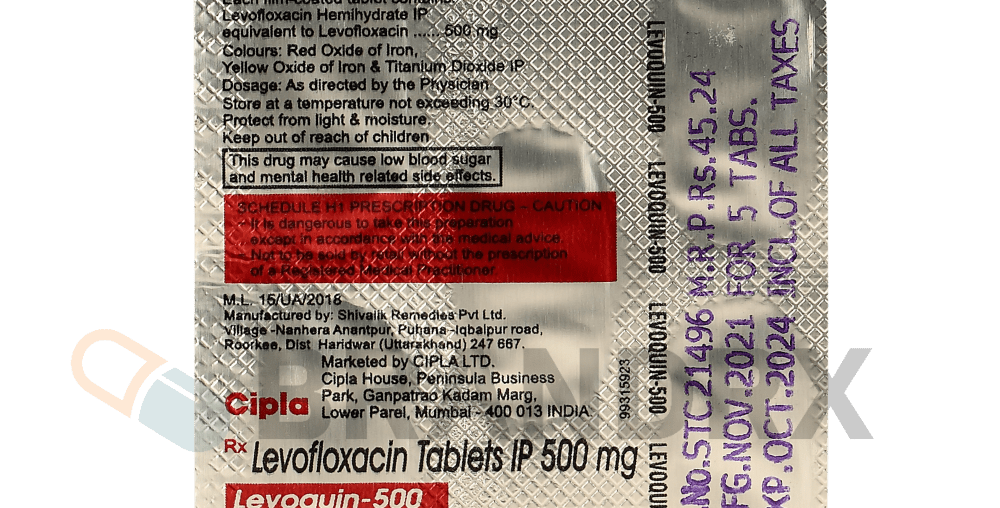 Each film-coated tablet contains:
Levofloxacin Hemihydrate IP
equivalent to Levofloxacin ...... 500 mg
Colours: Red Oxide of Iron,
Yellow Oxide of Iron & Titanium Dioxide IP
Dosage: As directed by the Physician
Store at a temperature not exceeding 30°C.
Protect from light & moisture.
Keep out of reach of children
This drug may cause low blood sugar
and mental health related side effects.
SCHEDULE H1 PRESCRIPTION DRUG – CAUTION
- It is dangerous to take this preparation
except in accordance with the medical advice.
- Not to be sold by retail without the prescription
of a Registered Medical Practitioner.
M.L. 15/UA/2018
Manufactured by: Shivalik Remedies Pvt Ltd.
Village -Nanhera Anantpur, Puhana-Iqbalpur road,
Roorkee, Dist Haridwar (Uttarakhand) 247 667.
Marketed by CIPLA LTD.
Cipla House, Peninsula Business
Park, Ganpatrao Kadam Marg,
Lower Parel, Mumbai - 400 013 INDIA.
Cipla
Rx Levofloxacin Tablets IP 500 mg
Levoquin-500
99315923
LEVOQUIN-500 LEVOQUIN-500 LEVOQUIN-500 LEVOQU
.NO.STC21496 M.R.P.Rs.45.24
FG.NOV.2021 FOR 5 TABS.
XP.OCT.2024 INCL.OF ALL TAXES